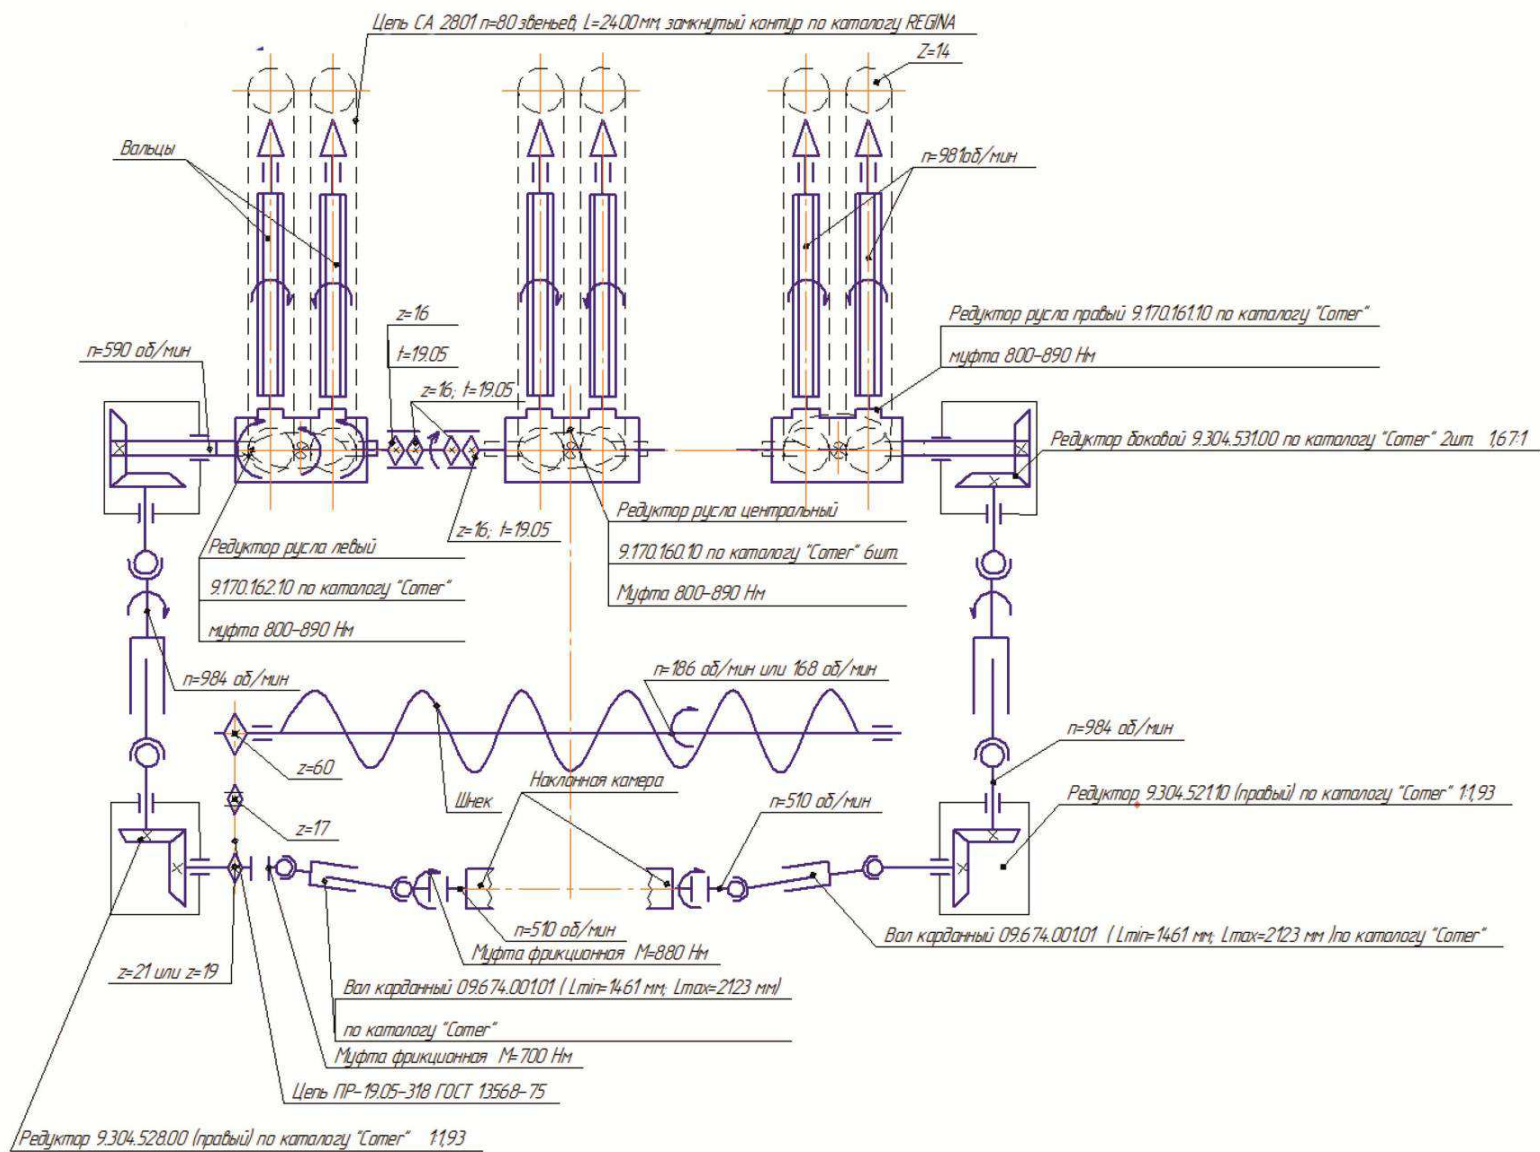 Цепь СА 2801 n=80 звеньев, L=2400мм, замкнутый контур по каталогу REGINA
Z=14
Вальцы
n=981об/мин
z=16
Редуктор русла правый 9.170.161.10 по каталогу "Comer"
n=590 об/мин
t=19.05
муфта 800-890 Нм
z=16; t=19.05
Редуктор боковой 9.304.531.00 по каталогу "Comer" 2шт. 1,67:1
Редуктор русла центральный
z=16; t=19.05
Редуктор русла левый
9.170.160.10 по каталогу "Comer" 6шт.
9.170.162.10 по каталогу "Comer"
Муфта 800-890 Нм
муфта 800-890 Нм
n=984 об/мин
n=186 об/мин или 168 об/мин
n=984 об/мин
z=60
Наклонная камера
Шнек
n=510 об/мин
Редуктор 9.304.521.10 (правый) по каталогу "Comer" 1:1,93
z=17
n=510 об/мин
Вал карданный 09.674.001.01 ( Lmin=1461 мм; Lmax=2123 мм )по каталогу "Comer"
Муфта фрикционная М=880 Нм
z=21 или z=19
Вал карданный 09.674.001.01 ( Lmin=1461 мм; Lmax=2123 мм)
по каталогу "Comer"
Муфта фрикционная М=700 Нм
Цепь ПР-19.05-318 ГОСТ 13568-75
Редуктор 9.304.528.00 (правый) по каталогу "Comer" 1:1,93